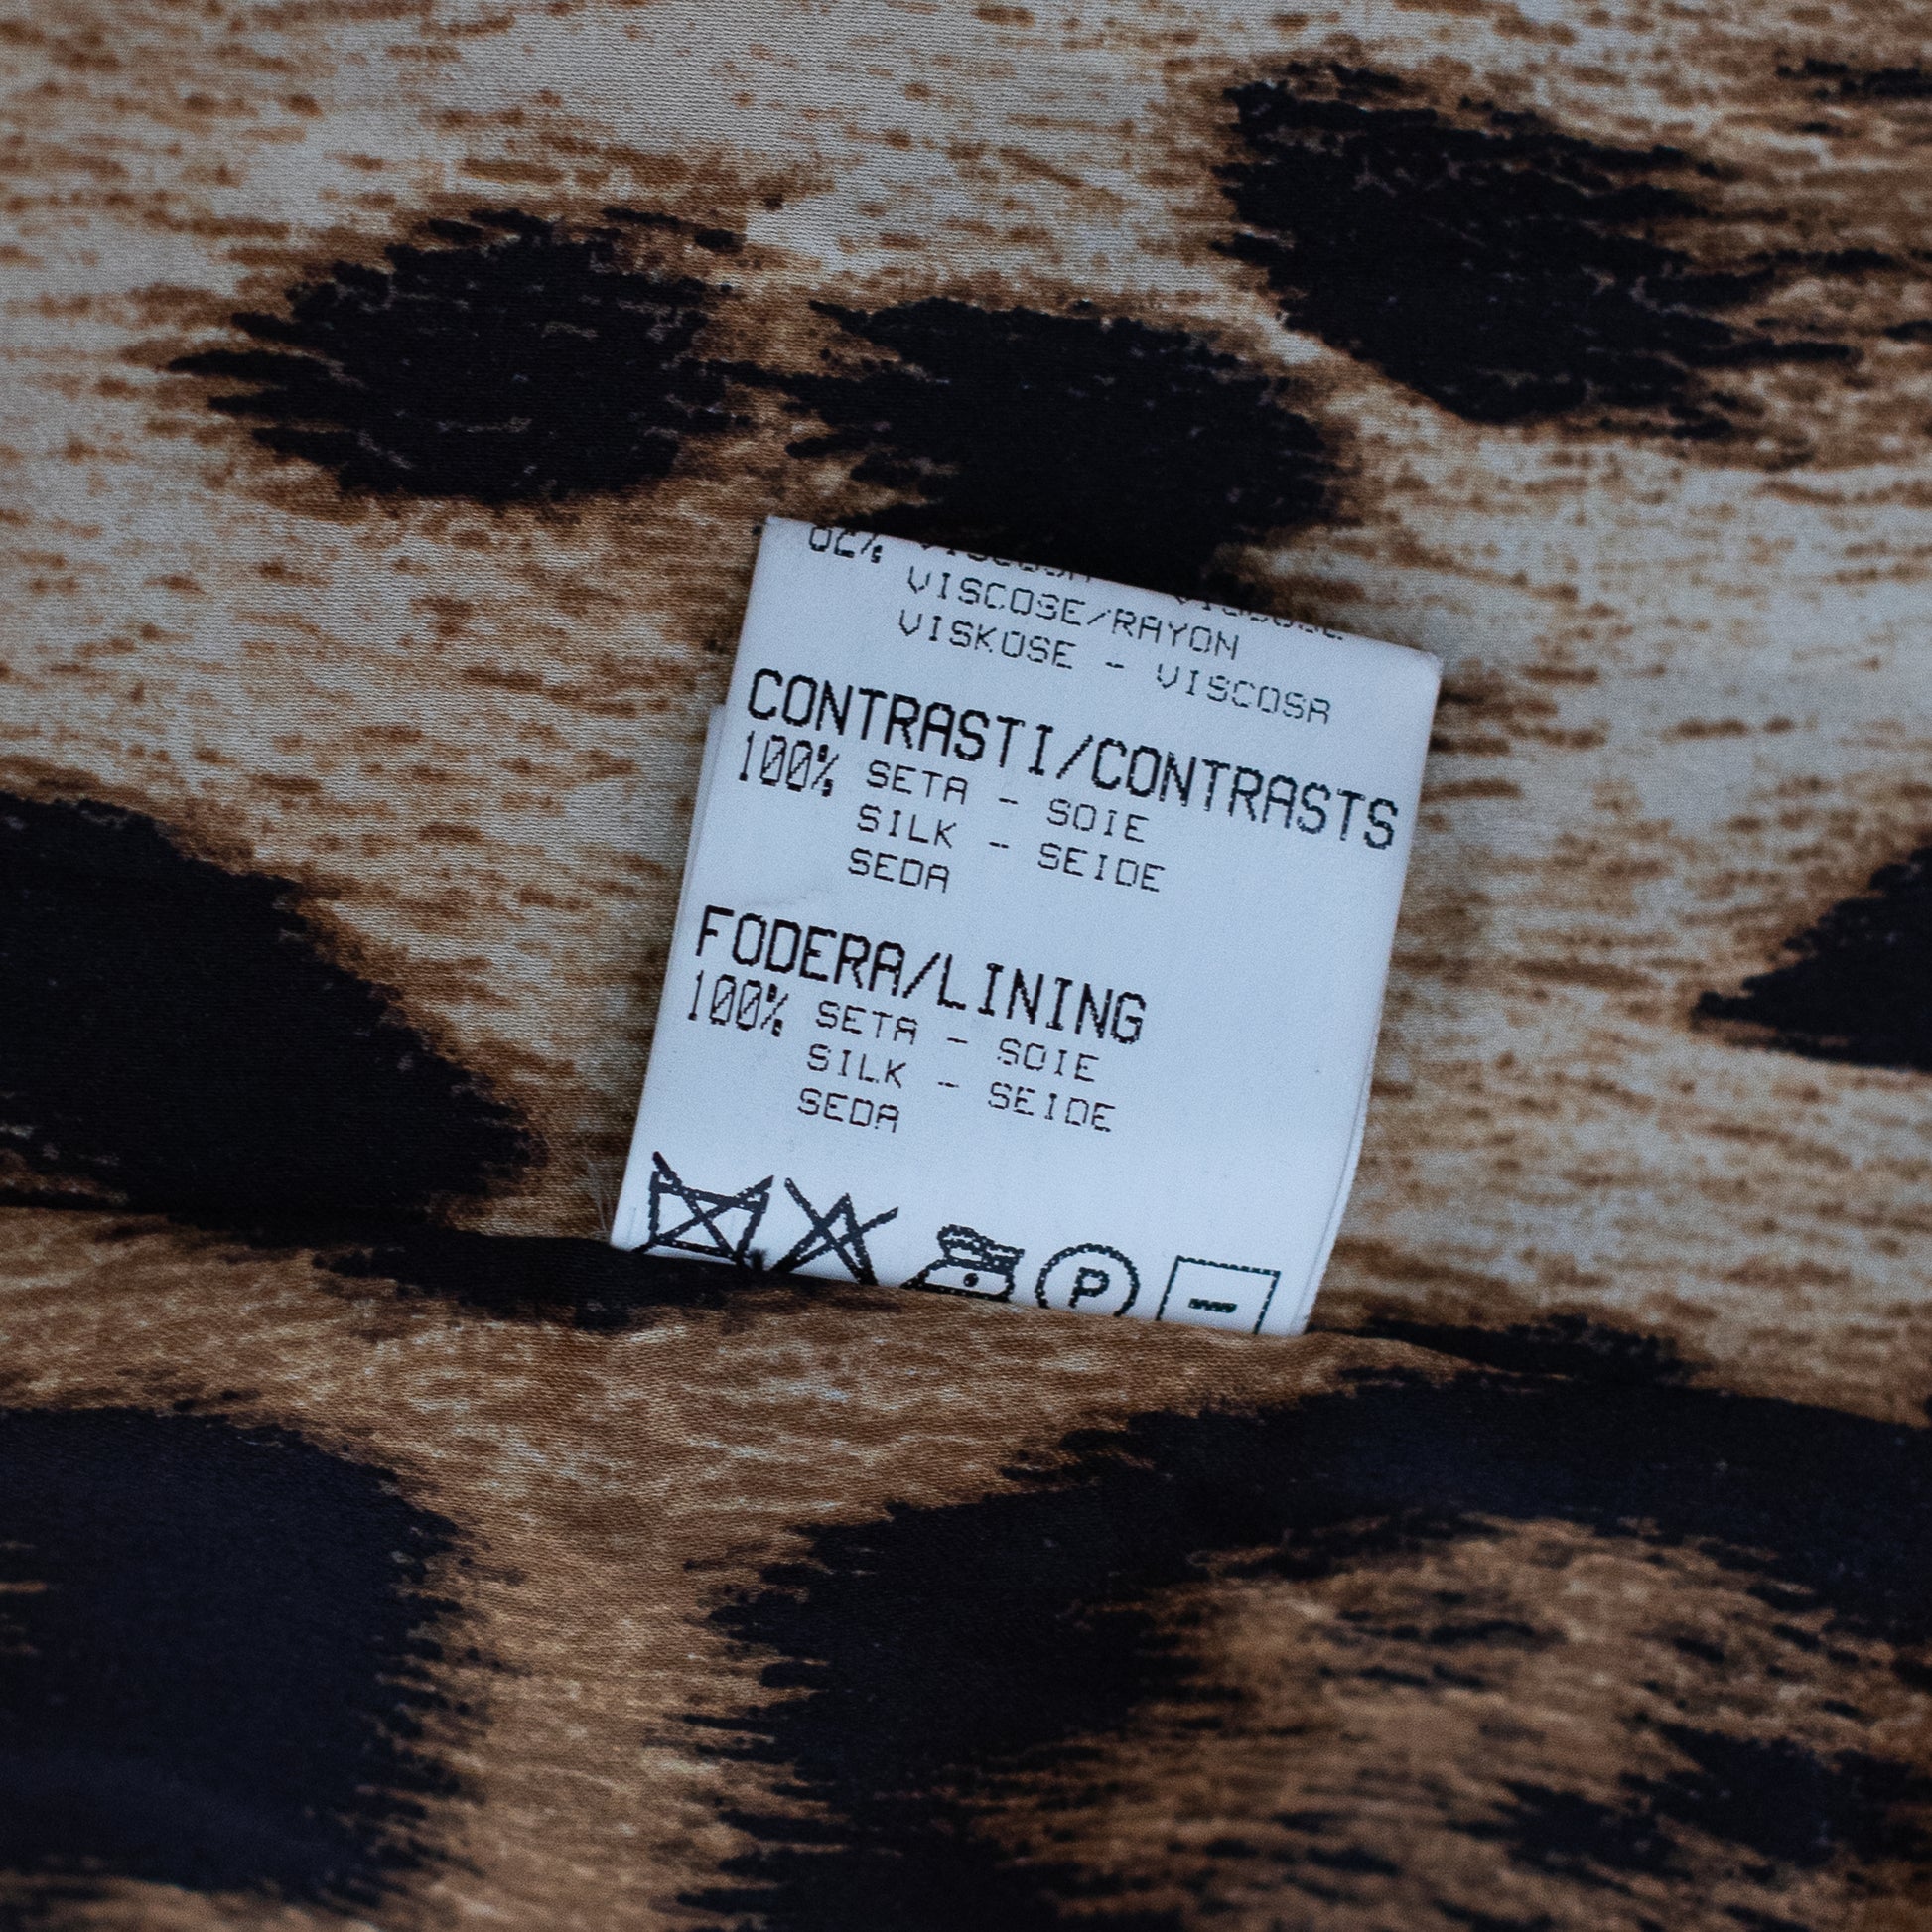 VISCOSE/RAYON
VISKOSE - VISCOSA
CONTRASTI/CONTRASTS
100% SETA - SOIE
SILK - SEIDE
SEDA
FODERA/LINING
100% SETA - SOIE
SILK - SEIDE
SEDA
P